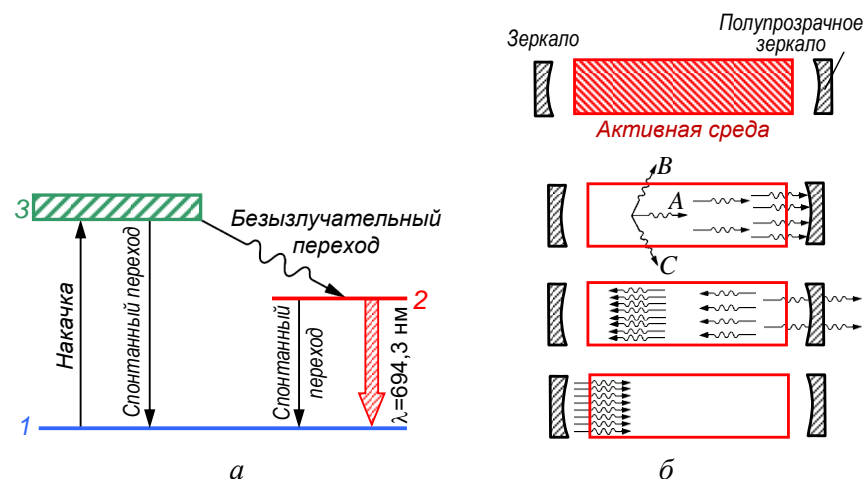 Зеркало
Полупрозрачное
зеркало
Активная среда
B
A
C
3
Безызлучательный
переход
Накачка
Спонтанный переход
2
Спонтанный
переход
λ=694,3 нм
1
а
б